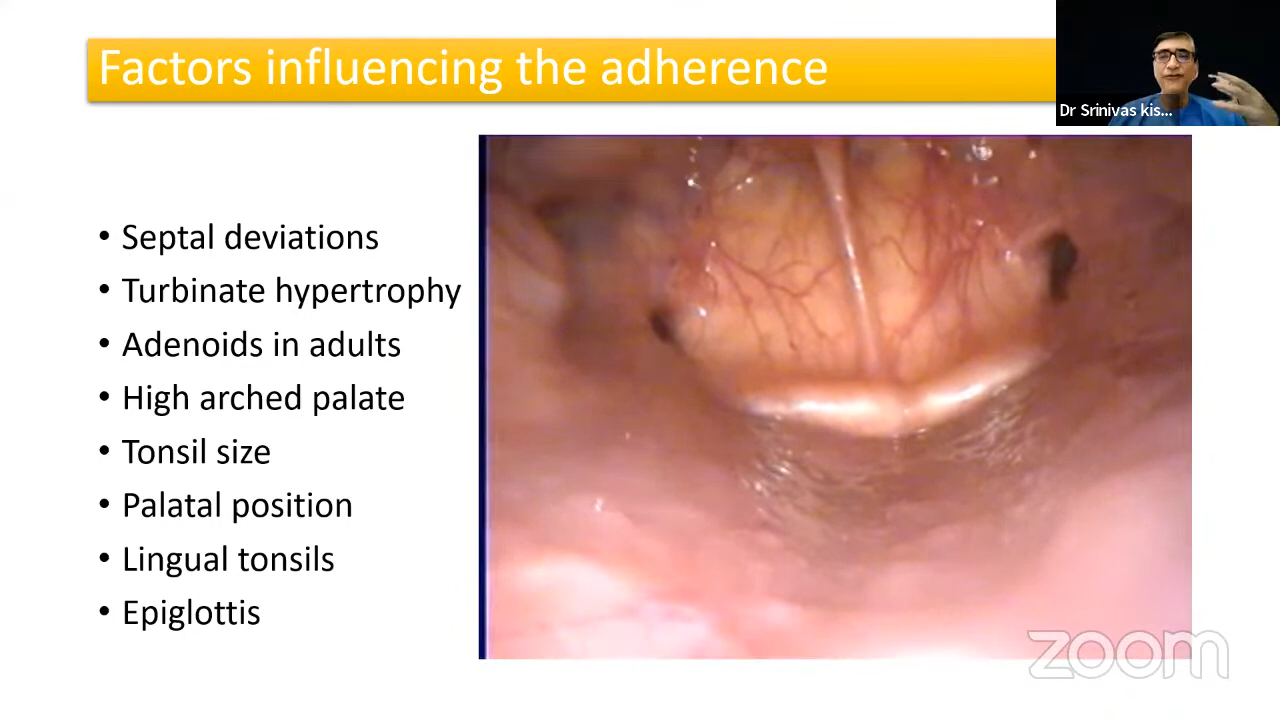 Factors influencing the adherence
Dr Srinivas kis...
• Septal deviations
• Turbinate hypertrophy
• Adenoids in adults
• High arched palate
• Tonsil size
• Palatal position
• Lingual tonsils
• Epiglottis
zoom